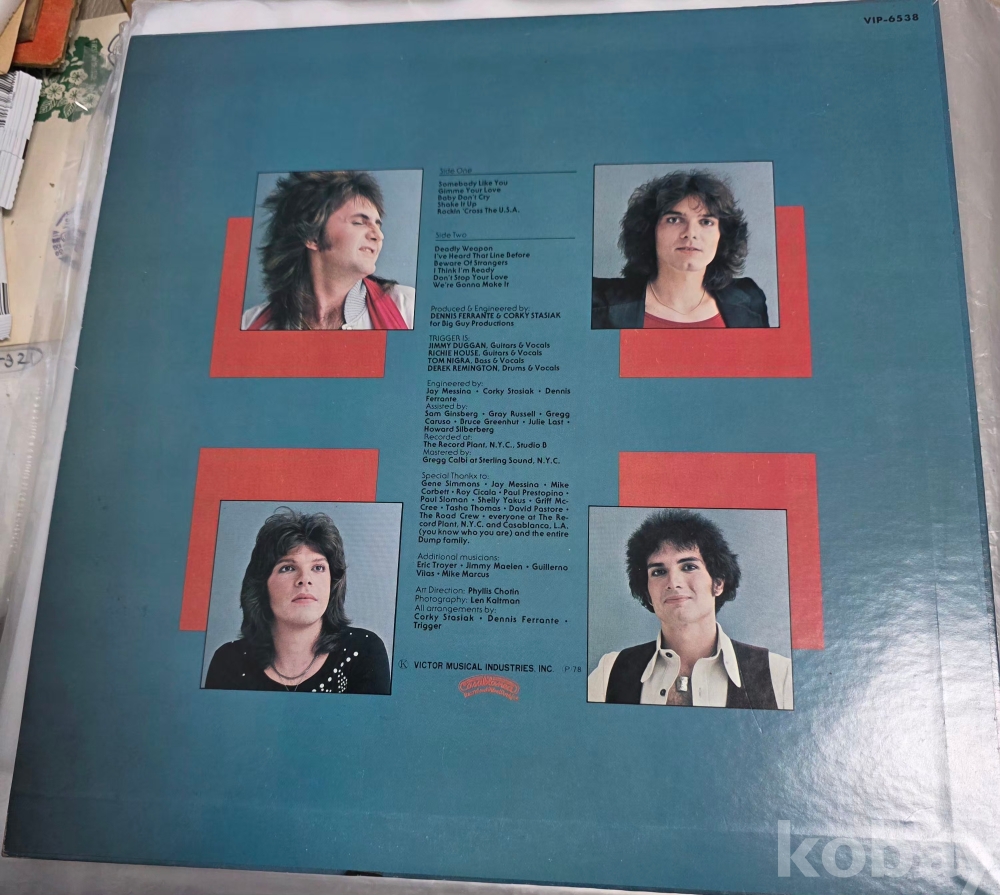 VIP-6538
Side One
Somebody Like You
Gimme Your Love
Baby Don't Cry
Shake It Up
Rockin 'Cross The U.S.A.
Side Two
Deadly Weapon
I've Heard That Line Before
Beware Of Strangers
I Think I'm Ready
Don't Stop Your Love
We're Gonna Make It
Produced & Engineered by:
DENNIS FERRANTE & CORKY STASIAK
for Big Guy Productions
TRIGGER IS:
JIMMY DUGGAN, Guitars & Vocals
RICHIE HOUSE, Guitars & Vocals
TOM NIGRA, Bass & Vocals
DEREK REMINGTON, Drums & Vocals
Engineered by:
Jay Messina • Corky Stasiak • Dennis
Ferrante
Assisted by:
Sam Ginsberg • Gray Russell • Gregg
Caruso • Bruce Greenhut • Julie Last •
Howard Silberberg
Recorded at:
The Record Plant, N.Y.C., Studio B
Mastered by:
Gregg Calbi at Sterling Sound, N.Y.C.
Special Thankx to:
Gene Simmons • Jay Messina • Mike
Corbett • Roy Cicala • Paul Prestopino •
Paul Sloman • Shelly Yakus • Griff Mc-
Cree • Tasha Thomas • David Pastore •
The Road Crew • everyone at The Re-
cord Plant, N.Y.C. and Casablanca, L.A.
(you know who you are) and the entire
Dump family.
Additional musicians:
Eric Troyer • Jimmy Maelen • Guillerno
Vilas • Mike Marcus
Art Direction: Phyllis Chotin
Photography: Len Kaltman
All arrangements by:
Corky Stasiak • Dennis Ferrante •
Trigger
Ⓚ VICTOR MUSICAL INDUSTRIES, INC. P-78
Casablanca
koba